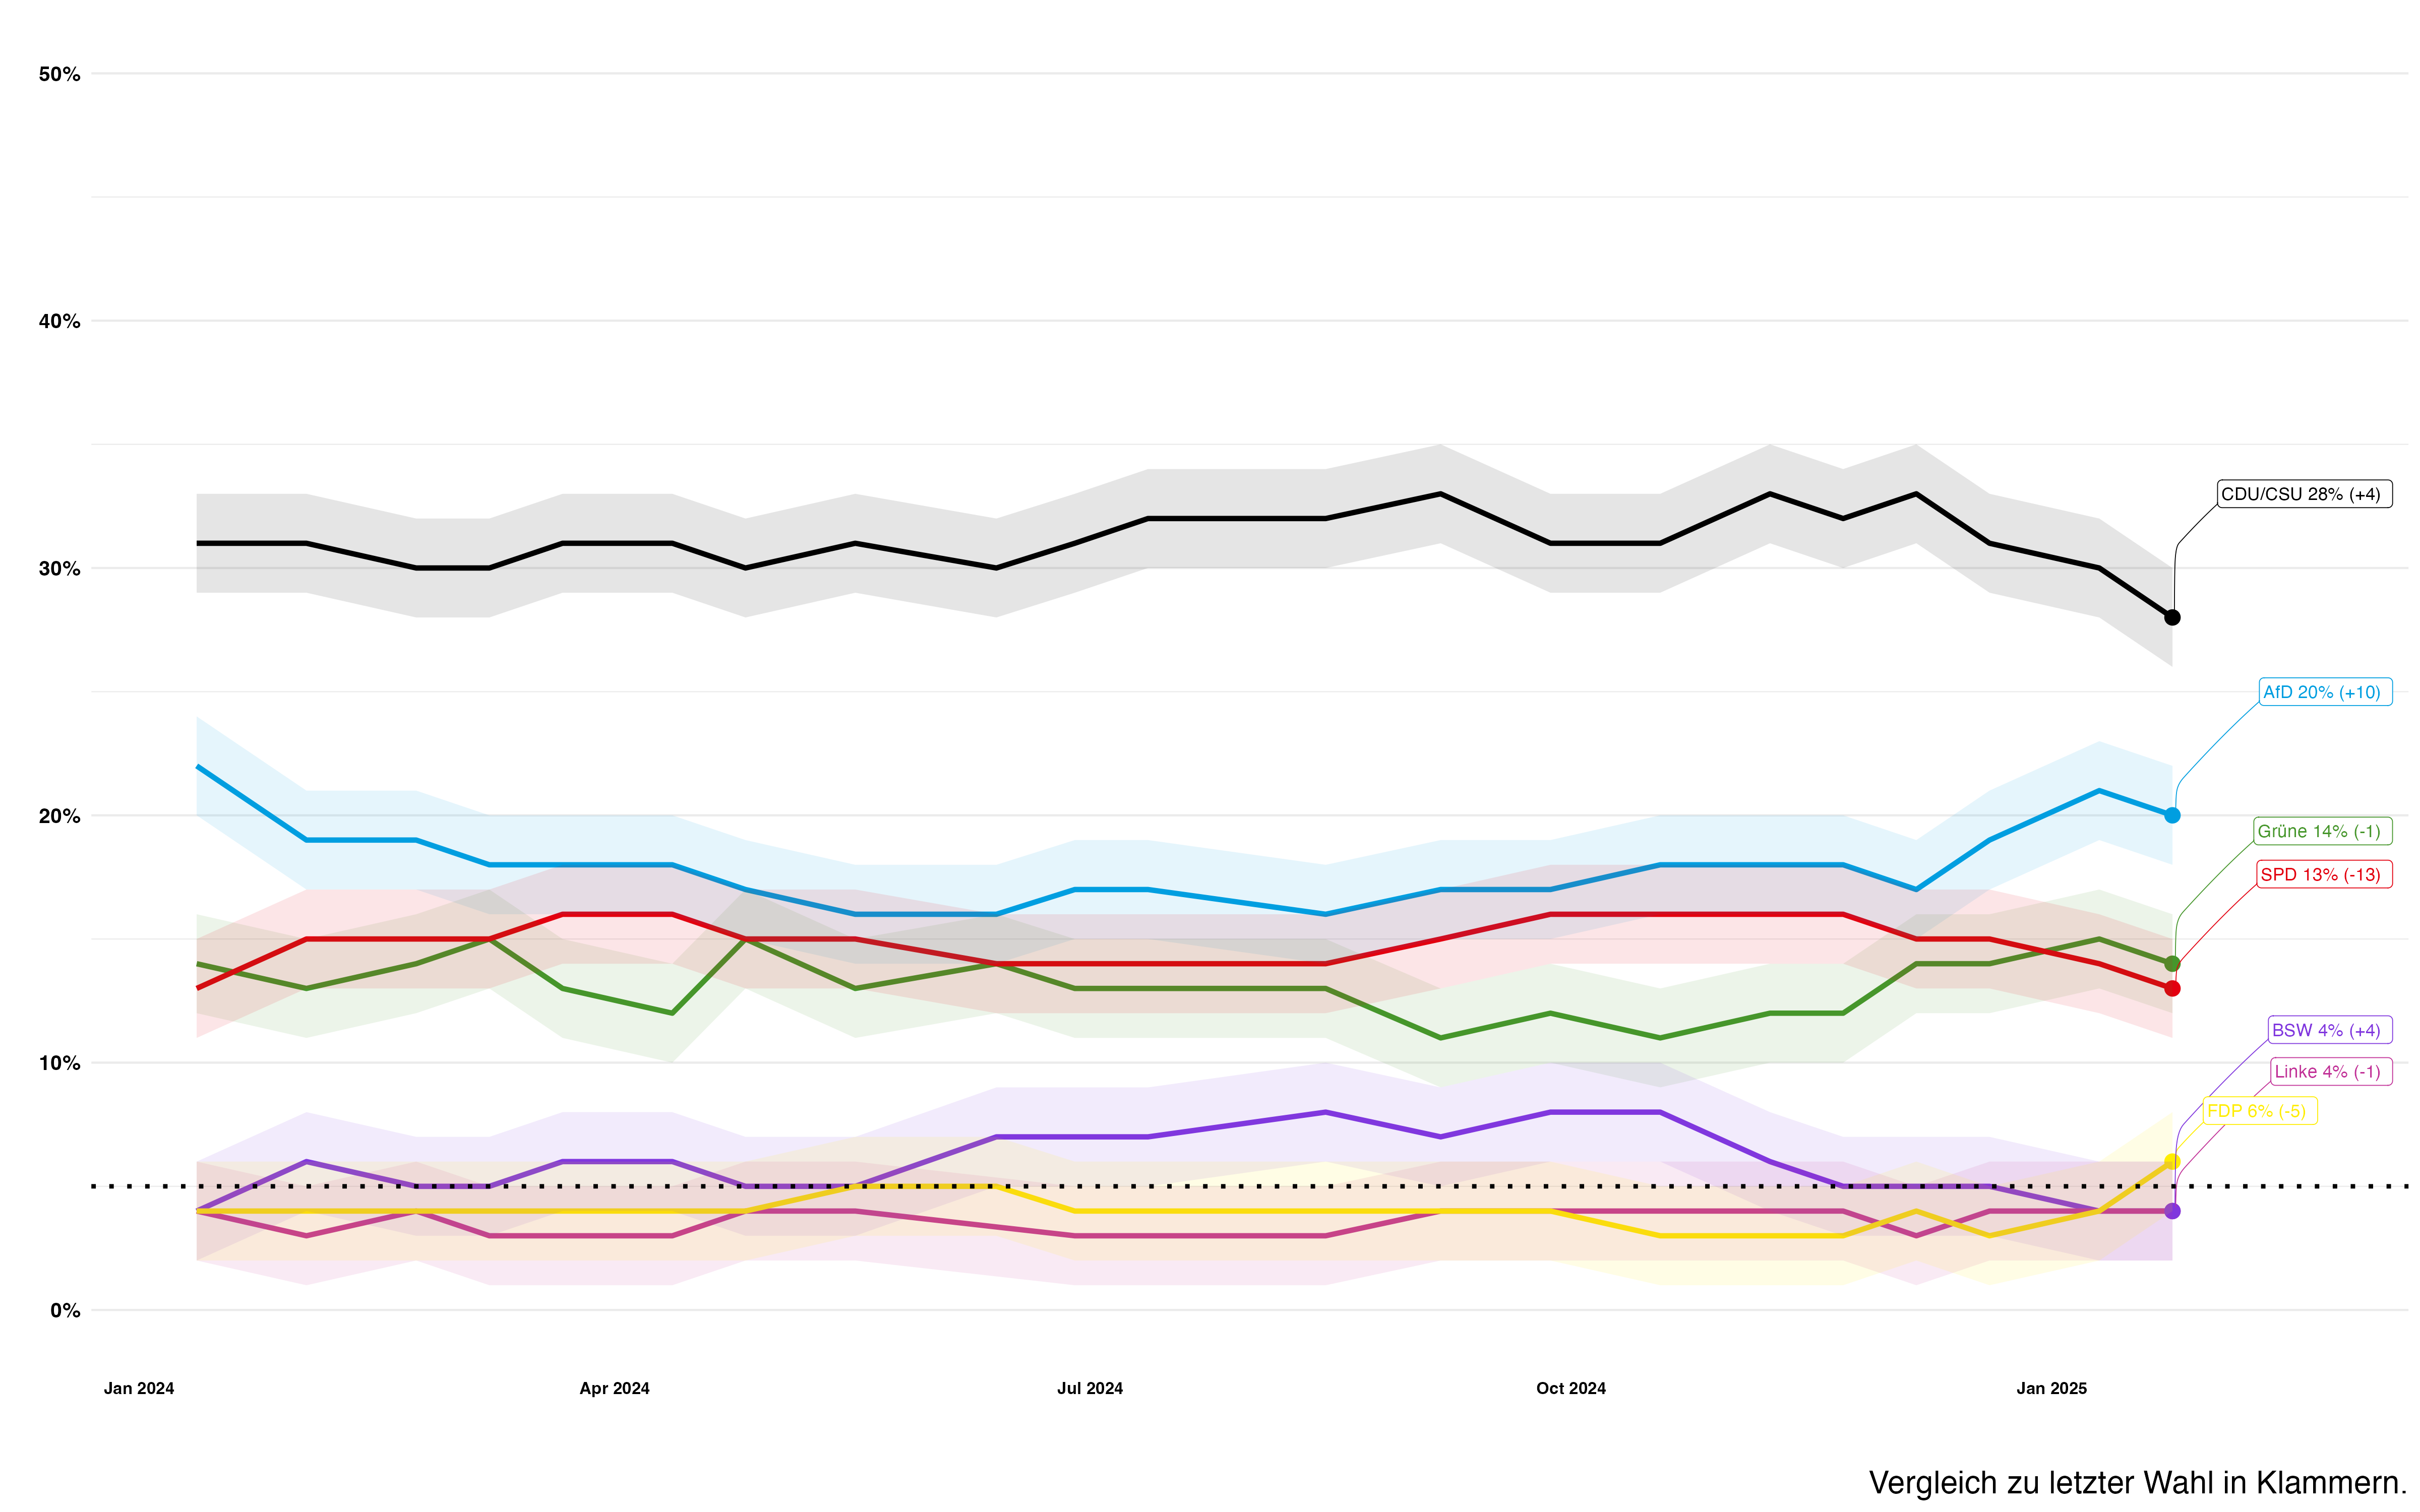 50%
40%
30%
20%
10%
0%
CDU/CSU 28% (+4)
AfD 20% (+10)
Grüne 14% (-1)
SPD 13% (-13)
BSW 4% (+4)
Linke 4% (-1)
FDP 6% (-5)
Jan 2024
Apr 2024
Jul 2024
Oct 2024
Jan 2025
Vergleich zu letzter Wahl in Klammern.